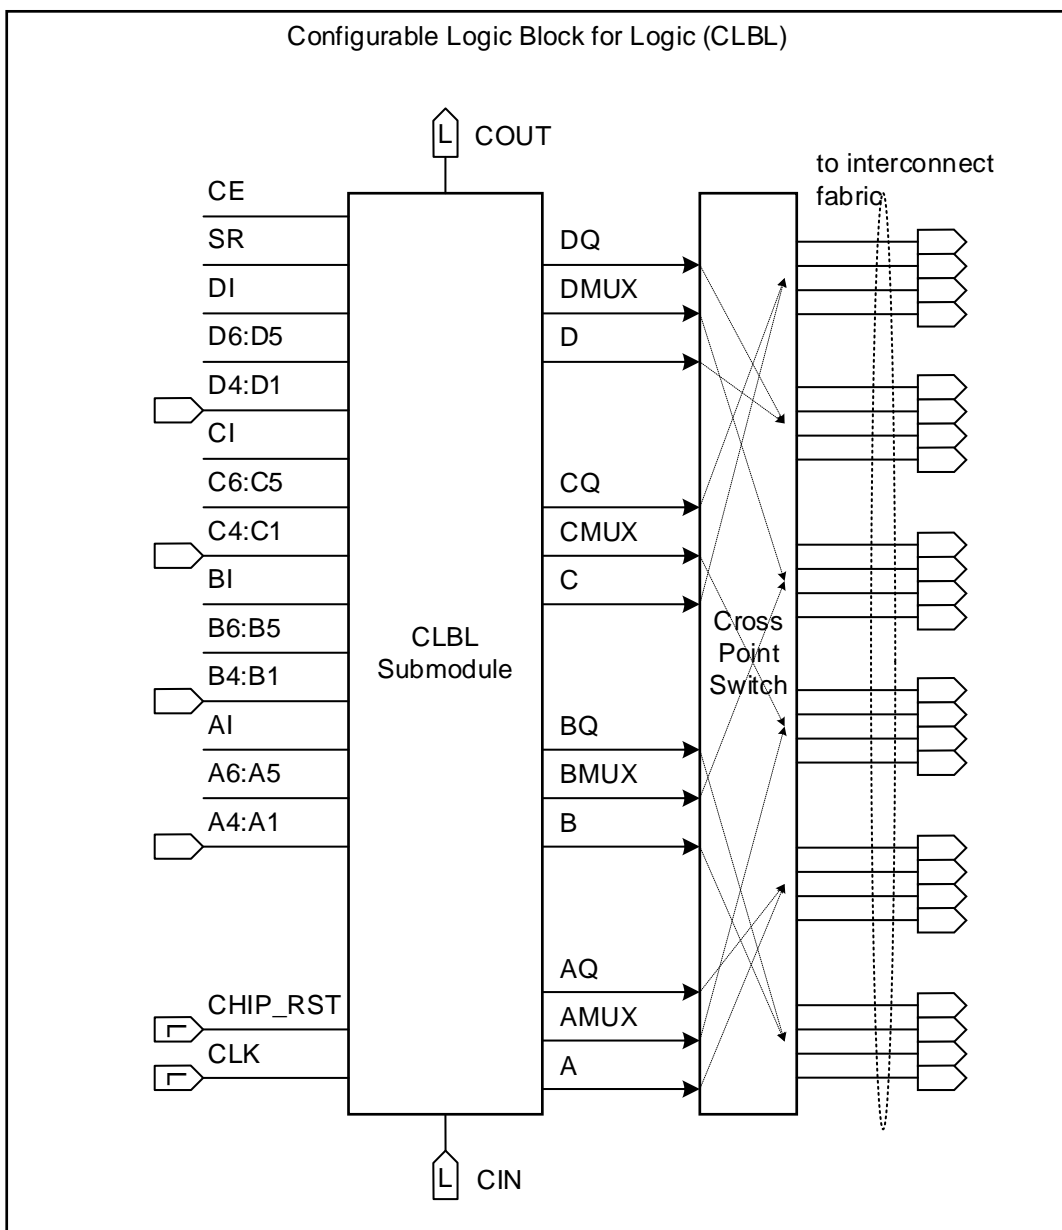 Configurable Logic Block for Logic (CLBL)
L
COUT
to interconnect
fabric
CE
SR
DI
D6:D5
D4:D1
CI
C6:C5
C4:C1
BI
B6:B5
B4:B1
AI
A6:A5
A4:A1
L
CHIP_RST
L
CLK
CLBL
Submodule
DQ
DMUX
D
CQ
CMUX
C
BQ
BMUX
B
AQ
AMUX
A
Cross
Point
Switch
L
CIN